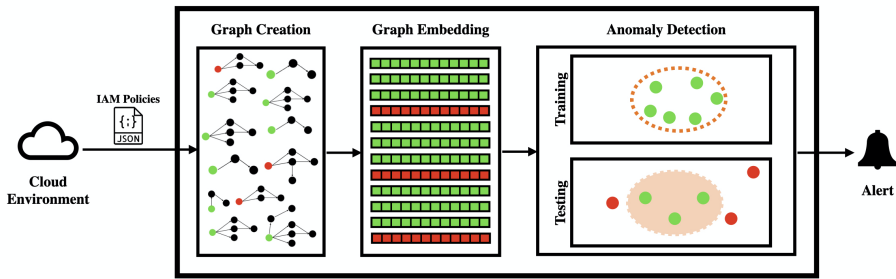 Graph Creation
Graph Embedding
Anomaly Detection
IAM Policies
{;}
JSON
Cloud
Environment
Training
Testing
Alert